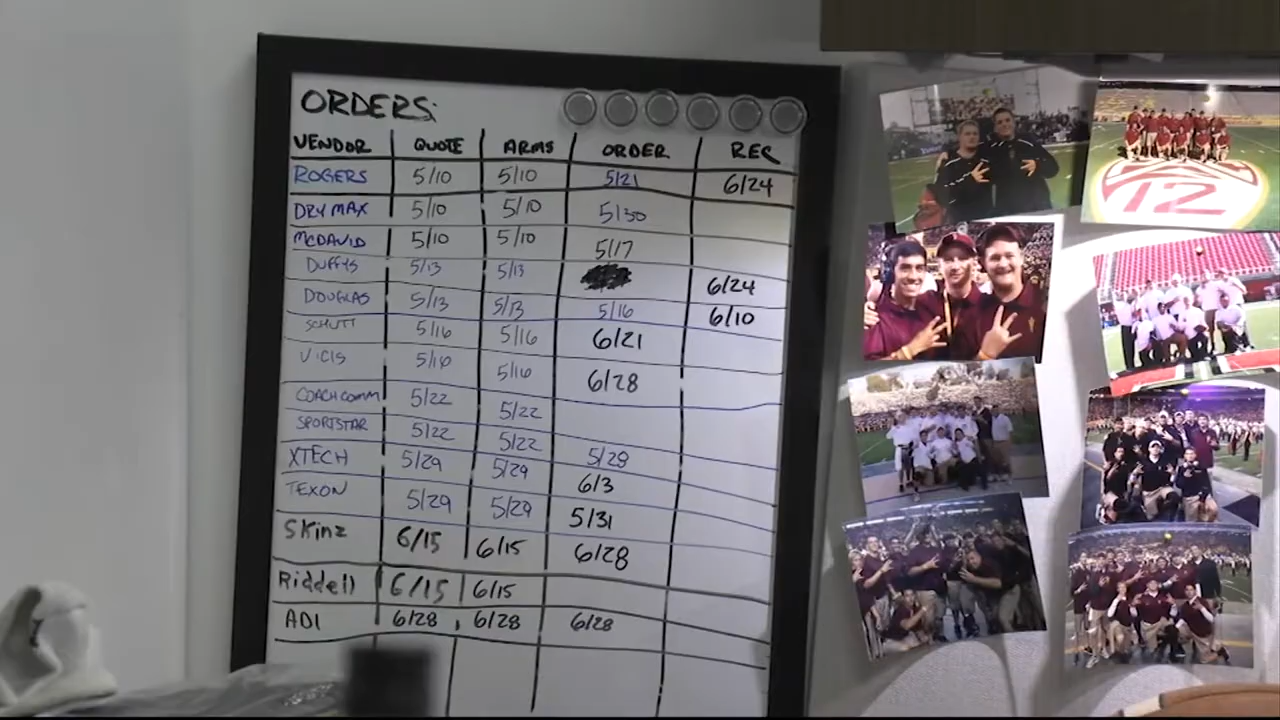 ORDERS:
VENDOR QUOTE ARMS ORDER REC
ROGERS 5/10 5/10 5/21 6/24
DRYMAX 5/10 5/10 5/30
MCDAVID 5/10 5/10 5/17
DUFFYS 5/13 5/13 6/24
DOUGLAS 5/13 5/13 5/16 6/10
SCHUTT 5/16 5/16 6/21
VICIS 5/16 5/16 6/28
COACHCOMM 5/22 5/22
SPORTSTAR 5/22 5/22 5/28
XTECH 5/29 5/29 6/3
TEXON 5/29 5/29 5/31
Skinz 6/15 6/15 6/28
Riddell 6/15 6/15
ADI 6/28 6/28 6/28
12